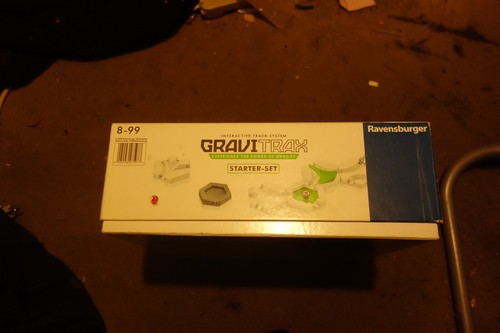 8-99
Ravensburger
INTERACTIVE TRACK SYSTEM
GRAVITRAX
EXPERIENCE THE POWER OF GRAVITY
STARTER-SET